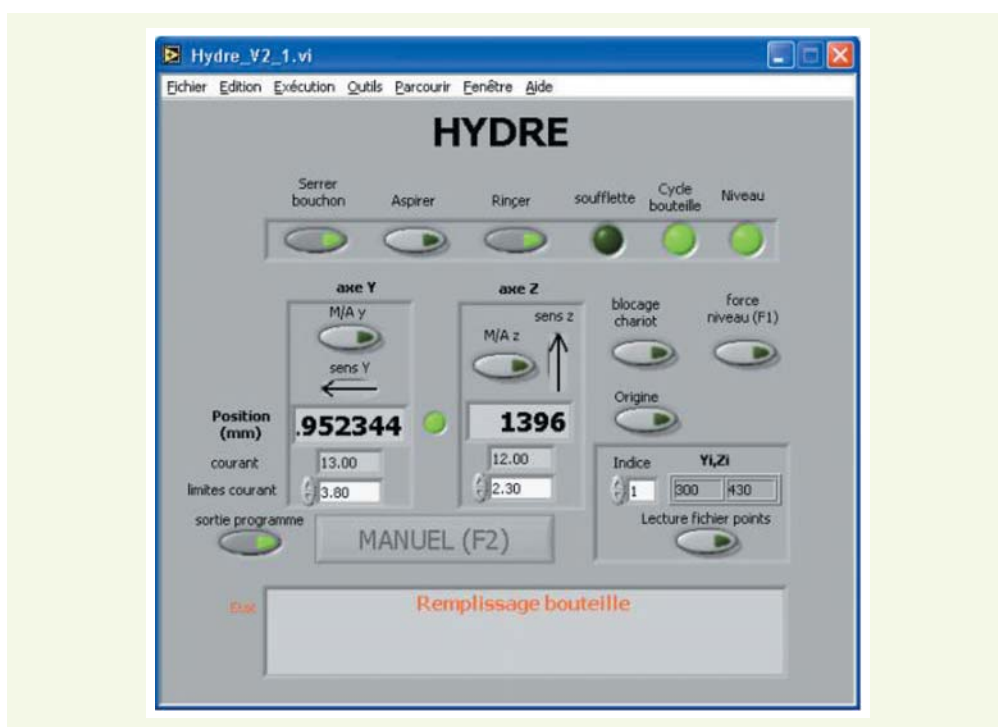 Hydre_V2_1.vi
Fichier Edition Exécution Outils Parcourir Fenêtre Aide
HYDRE
Serrer bouchon
Aspirer
Rinçer
soufflette
Cycle bouteille
Niveau
axe Y
M/A y
sens Y
axe Z
M/A z
sens z
blocage chariot
force niveau (F1)
Origine
Position (mm)
.952344
1396
courant
13.00
12.00
limites courant
3.80
2.30
Indice
Yi,Zi
1
300
430
Lecture fichier points
sortie programme
MANUEL (F2)
Etat
Remplissage bouteille